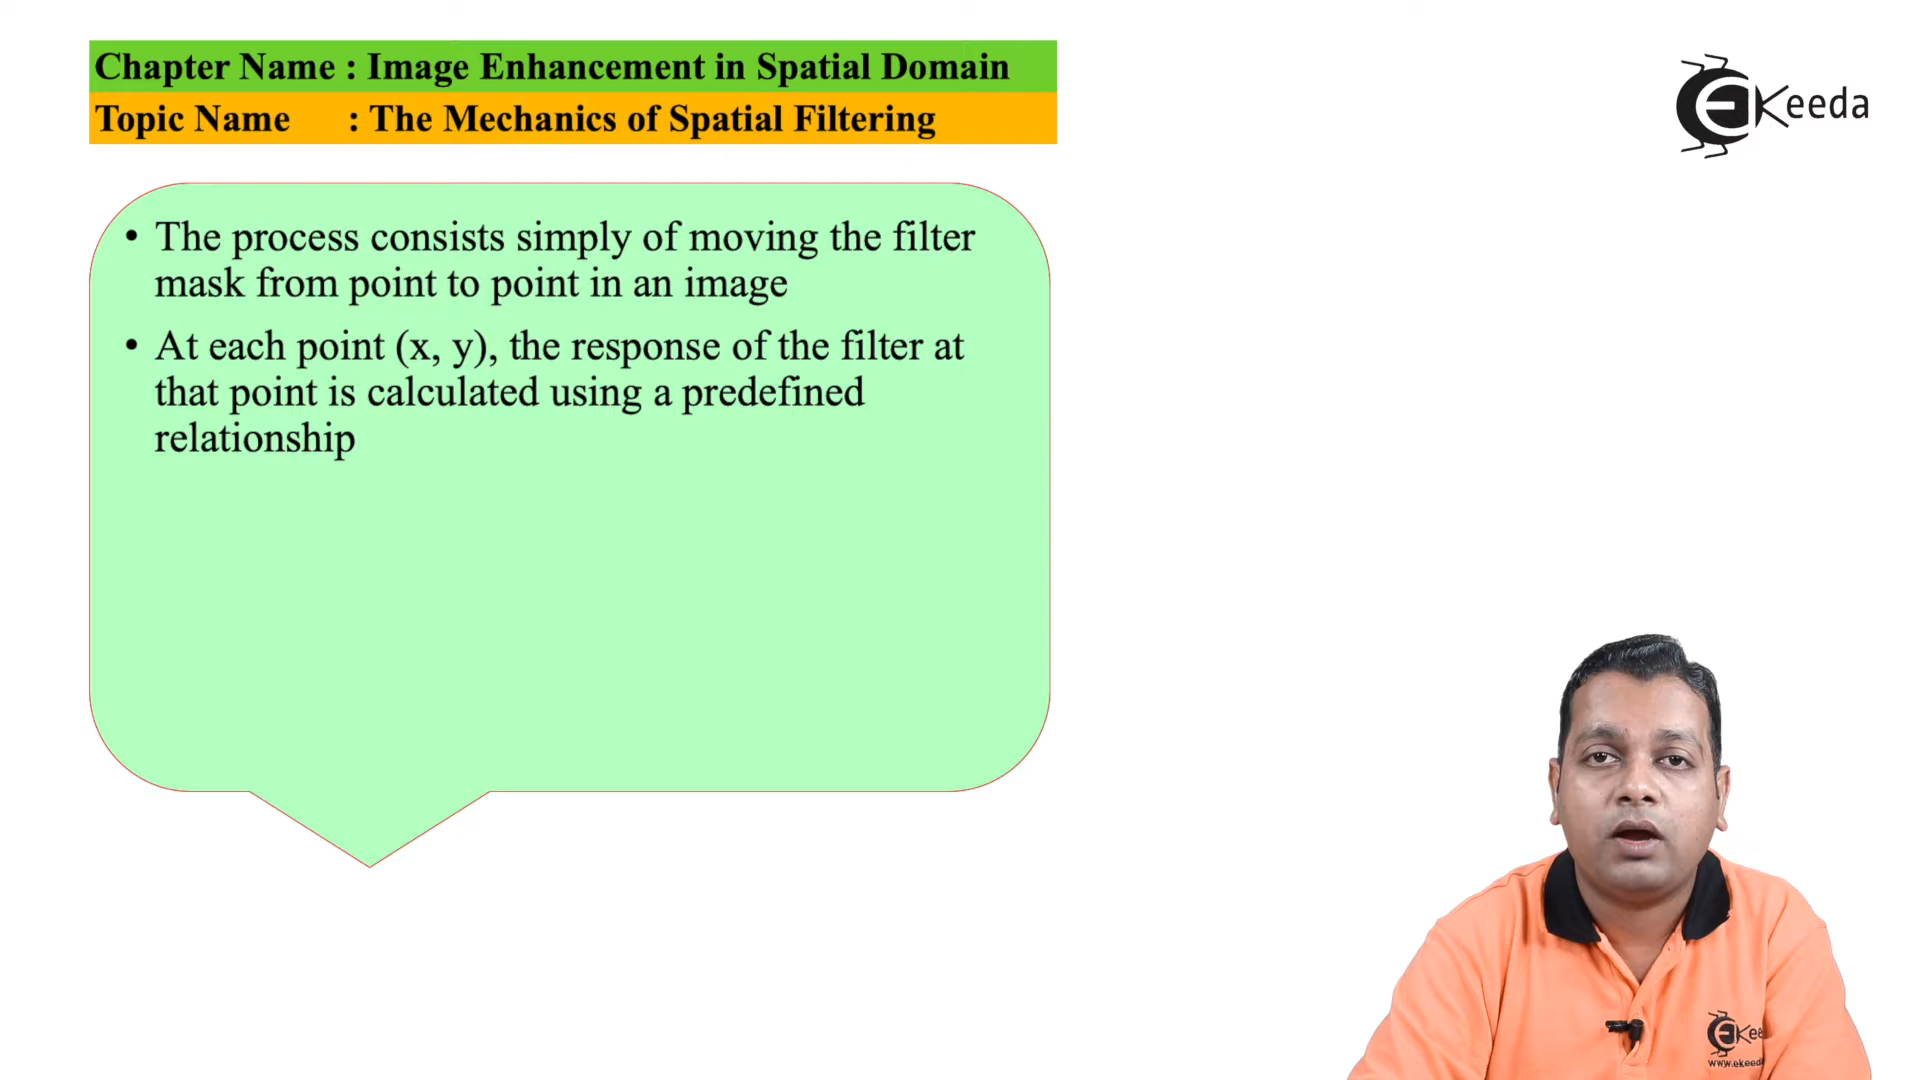 Chapter Name : Image Enhancement in Spatial Domain
Topic Name : The Mechanics of Spatial Filtering
eKeeda
• The process consists simply of moving the filter
mask from point to point in an image
• At each point (x, y), the response of the filter at
that point is calculated using a predefined
relationship